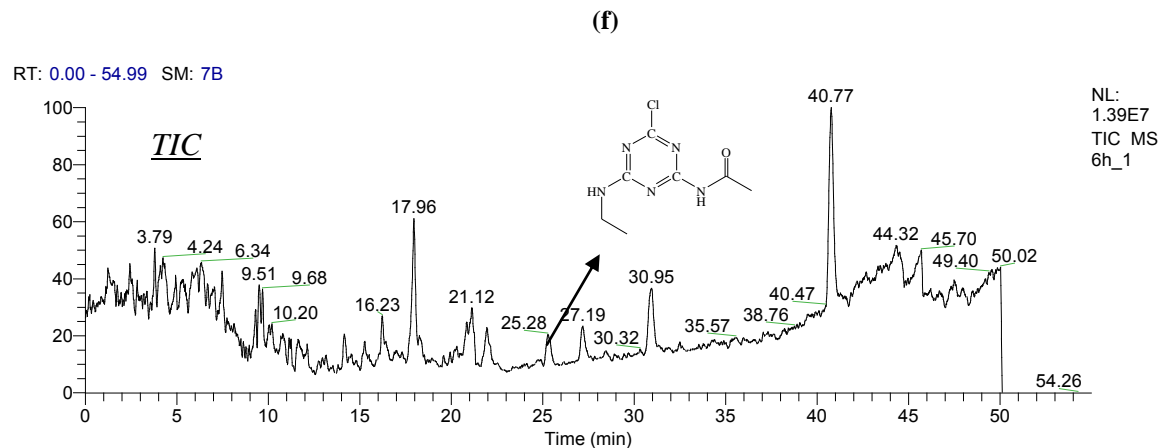 (f)
RT: 0.00 - 54.99 SM: 7B
NL:
1.39E7
TIC MS
6h_1
TIC
100
80
60
40
20
0
40.77
17.96
3.79
4.24
6.34
9.51
9.68
10.20
16.23
21.12
25.28
27.19
30.32
30.95
35.57
38.76
40.47
44.32
45.70
49.40
50.02
54.26
Cl
N
N
N
HN
N
H
O
0 5 10 15 20 25 30 35 40 45 50
Time (min)